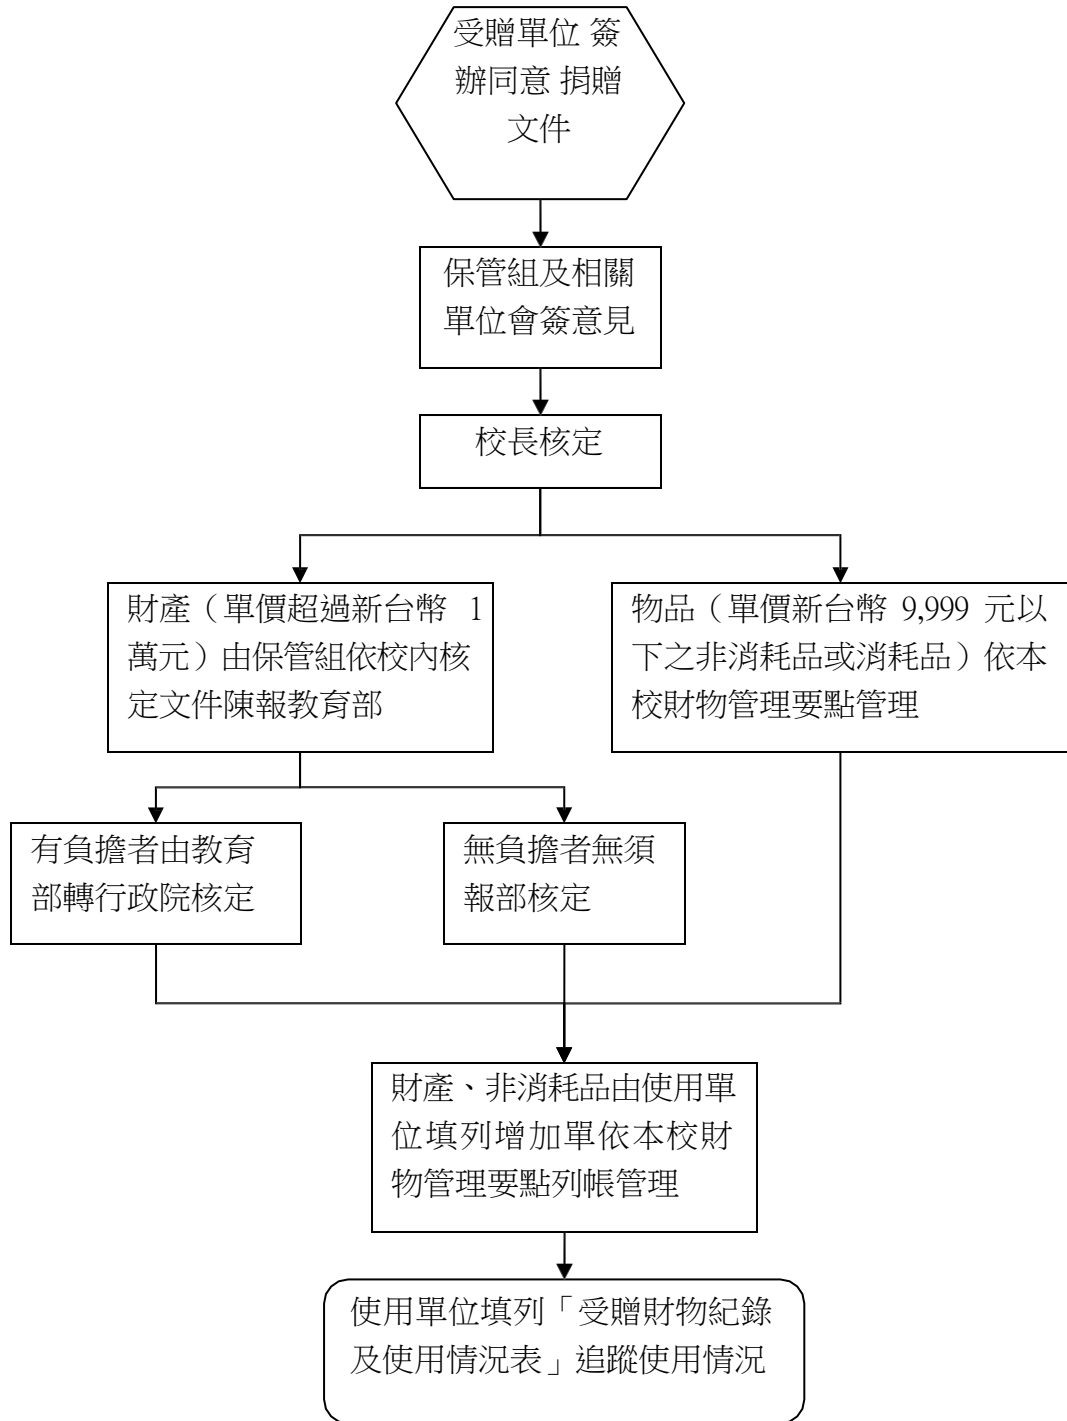 受贈單位 簽
辦同意 捐贈
文件
保管組及相關
單位會簽意見
校長核定
財產（單價超過新台幣 1
萬元）由保管組依校內核
定文件陳報教育部
物品（單價新台幣 9,999 元以
下之非消耗品或消耗品）依本
校財物管理要點管理
有負擔者由教育
部轉行政院核定
無負擔者無須
報部核定
財產、非消耗品由使用單
位填列增加單依本校財
物管理要點列帳管理
使用單位填列「受贈財物紀錄
及使用情況表」追蹤使用情況